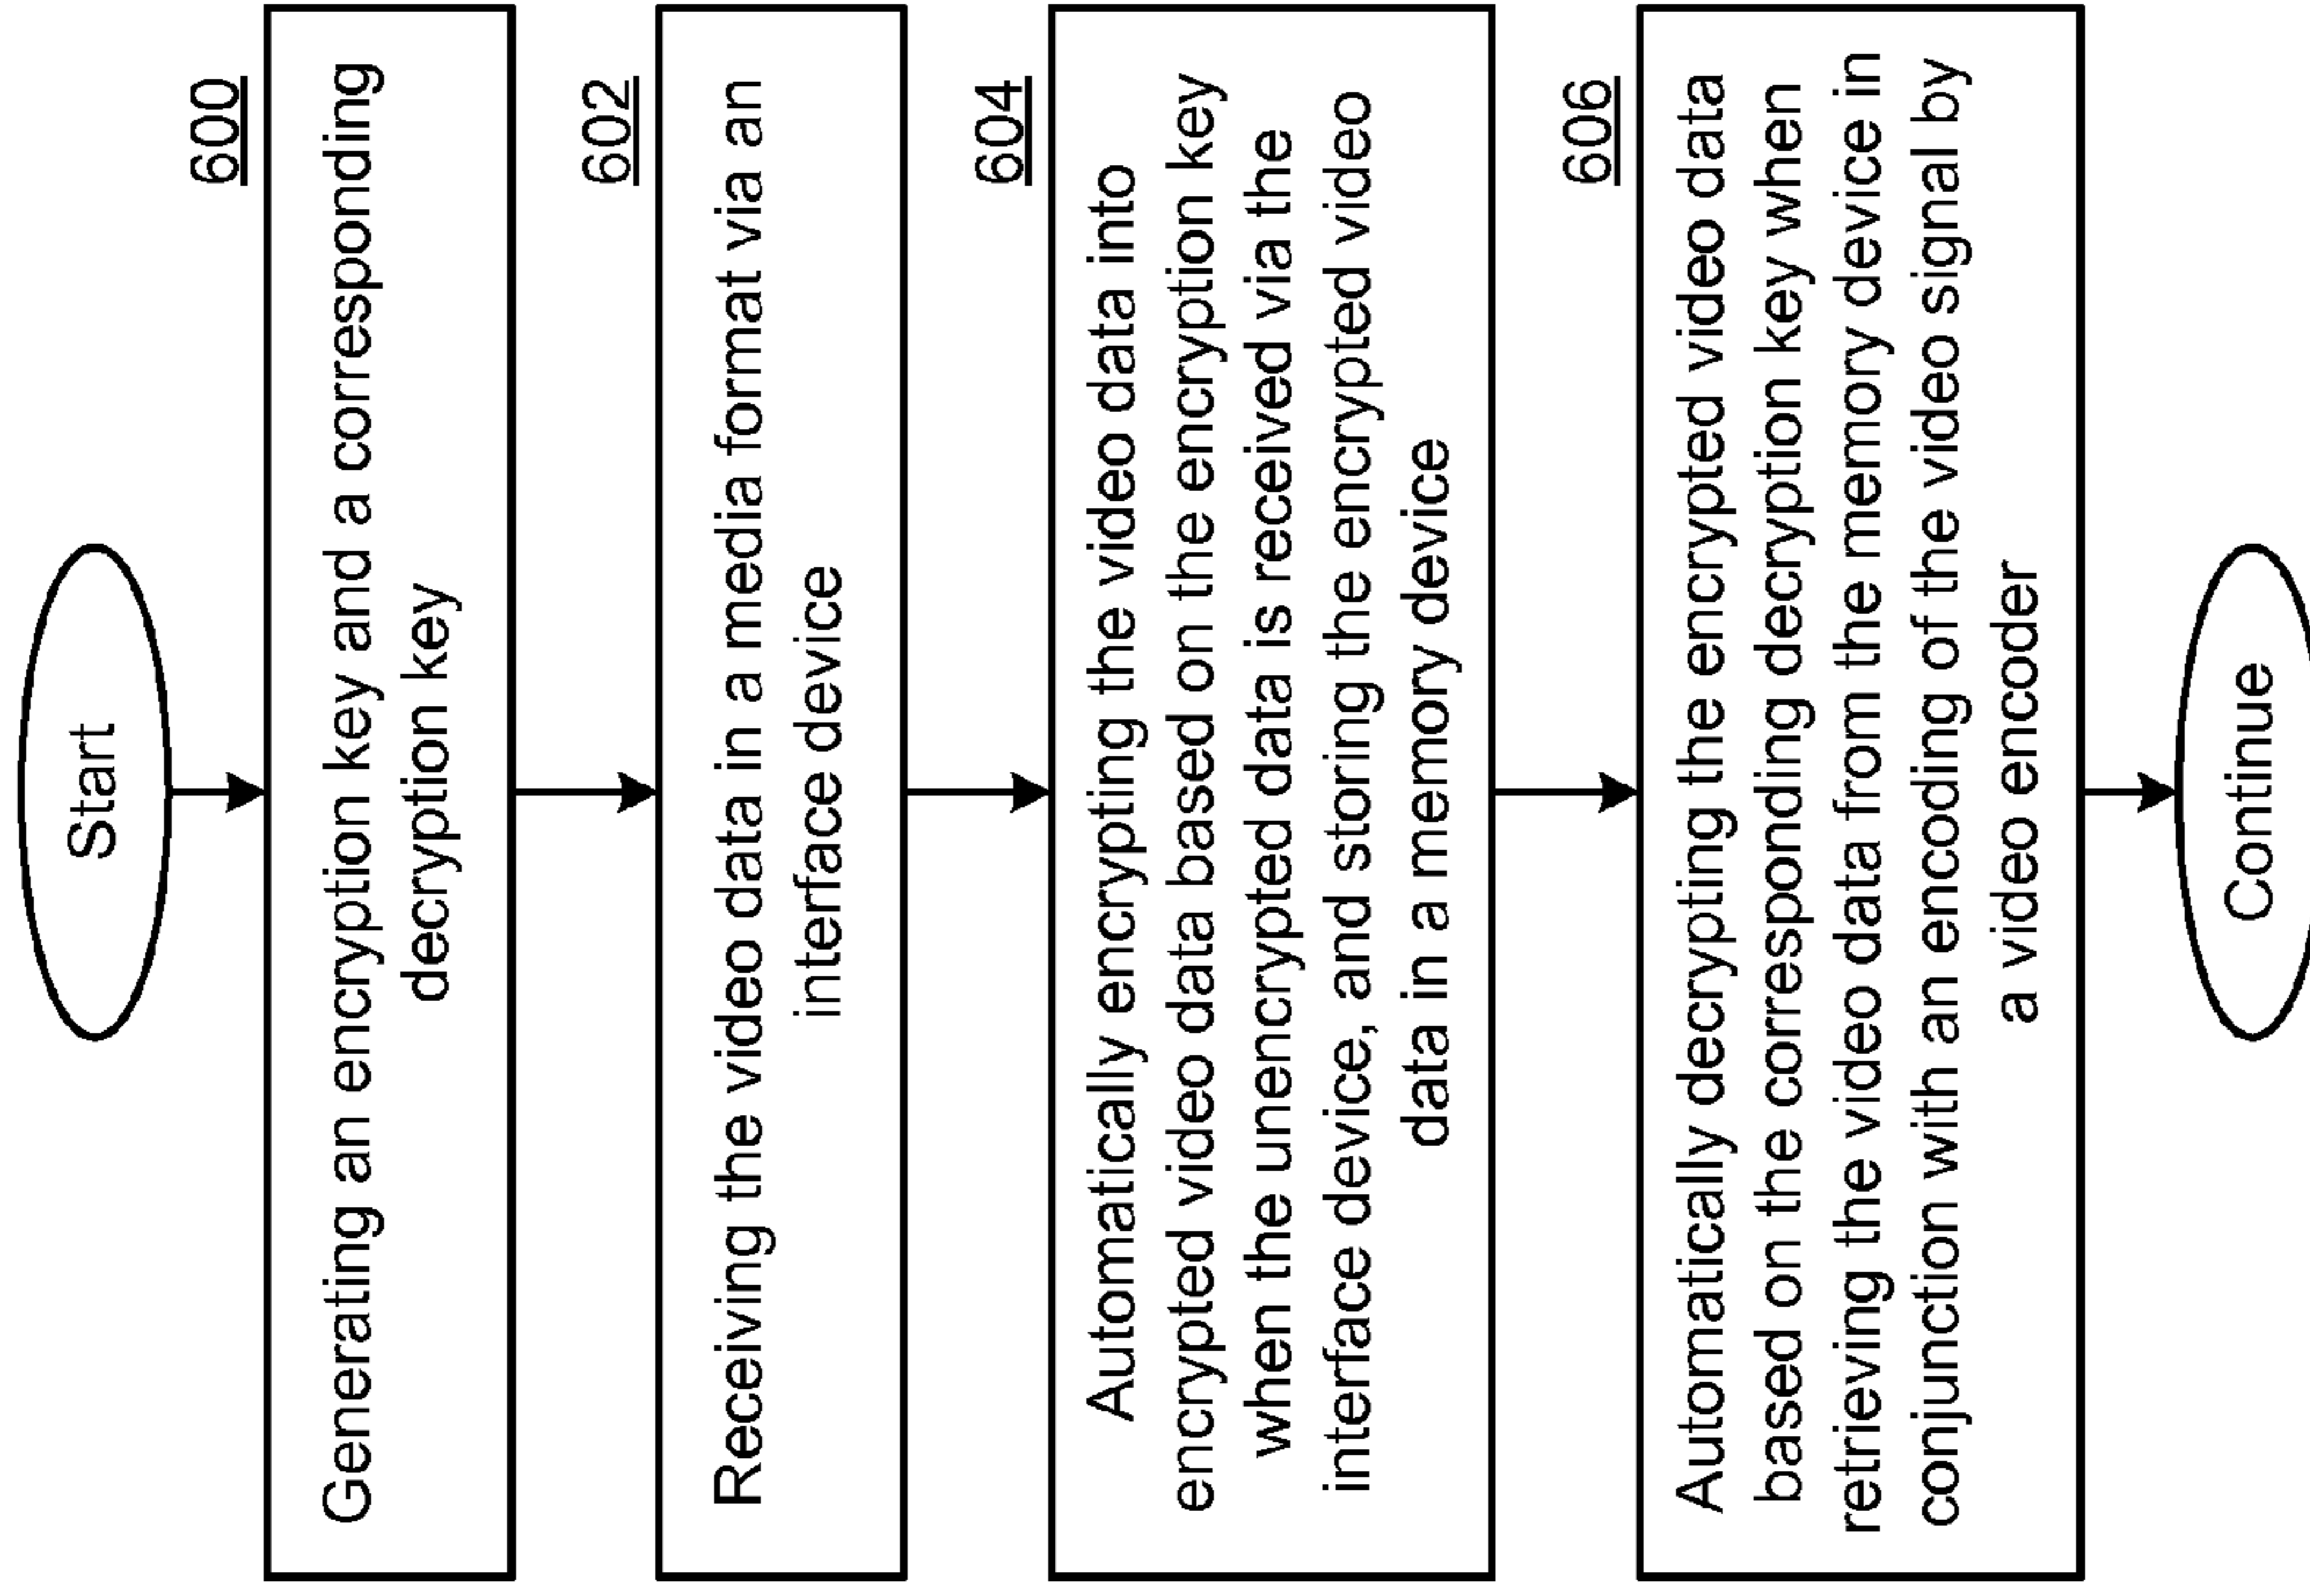 Start
600
Generating an encryption key and a corresponding
decryption key
602
Receiving the video data in a media format via an
interface device
604
Automatically encrypting the video data into
encrypted video data based on the encryption key
when the unencrypted data is received via the
interface device, and storing the encrypted video
data in a memory device
606
Automatically decrypting the encrypted video data
based on the corresponding decryption key when
retrieving the video data from the memory device in
conjunction with an encoding of the video signal by
a video encoder
Continue